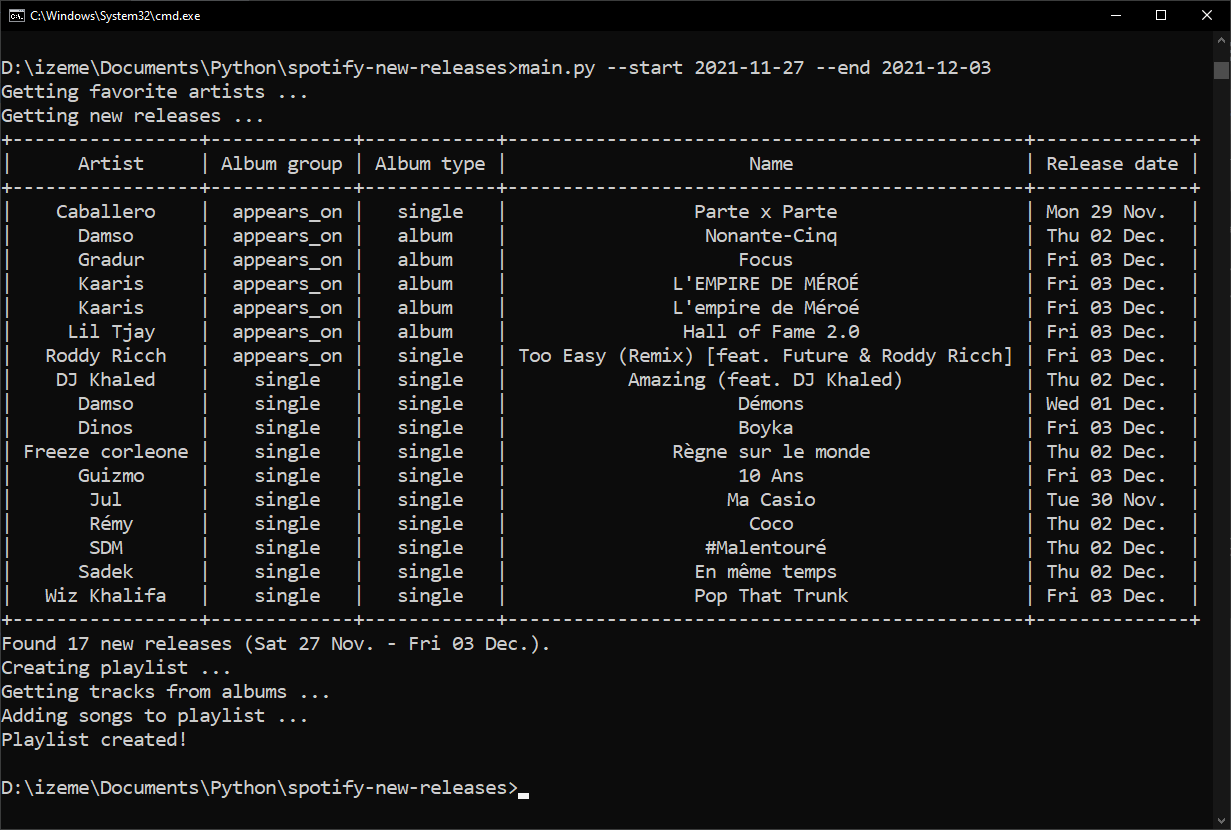 C:\Windows\System32\cmd.exe
D:\izeme\Documents\Python\spotify-new-releases>main.py --start 2021-11-27 --end 2021-12-03
Getting favorite artists ...
Getting new releases ...
+-----------------+-------------+------------+-----------------------------------------------+--------------+
|      Artist     | Album group | Album type |                      Name                     | Release date |
+-----------------+-------------+------------+-----------------------------------------------+--------------+
|    Caballero    |  appears_on |   single   |                 Parte x Parte                 | Mon 29 Nov.  |
|      Damso      |  appears_on |   album    |                  Nonante-Cinq                 | Thu 02 Dec.  |
|      Gradur     |  appears_on |   album    |                     Focus                     | Fri 03 Dec.  |
|      Kaaris     |  appears_on |   album    |               L'EMPIRE DE MÉROÉ               | Fri 03 Dec.  |
|      Kaaris     |  appears_on |   album    |               L'empire de Méroé               | Fri 03 Dec.  |
|     Lil Tjay    |  appears_on |   album    |                Hall of Fame 2.0               | Fri 03 Dec.  |
|   Roddy Ricch   |  appears_on |   single   | Too Easy (Remix) [feat. Future & Roddy Ricch] | Fri 03 Dec.  |
|    DJ Khaled    |    single   |   single   |           Amazing (feat. DJ Khaled)           | Thu 02 Dec.  |
|      Damso      |    single   |   single   |                     Démons                    | Wed 01 Dec.  |
|      Dinos      |    single   |   single   |                     Boyka                     | Fri 03 Dec.  |
| Freeze corleone |    single   |   single   |               Règne sur le monde              | Thu 02 Dec.  |
|      Guizmo     |    single   |   single   |                     10 Ans                    | Fri 03 Dec.  |
|       Jul       |    single   |   single   |                    Ma Casio                   | Tue 30 Nov.  |
|       Rémy      |    single   |   single   |                      Coco                     | Thu 02 Dec.  |
|       SDM       |    single   |   single   |                  #Malentouré                  | Thu 02 Dec.  |
|      Sadek      |    single   |   single   |                 En même temps                 | Thu 02 Dec.  |
|   Wiz Khalifa   |    single   |   single   |                 Pop That Trunk                | Fri 03 Dec.  |
+-----------------+-------------+------------+-----------------------------------------------+--------------+
Found 17 new releases (Sat 27 Nov. - Fri 03 Dec.).
Creating playlist ...
Getting tracks from albums ...
Adding songs to playlist ...
Playlist created!
D:\izeme\Documents\Python\spotify-new-releases>